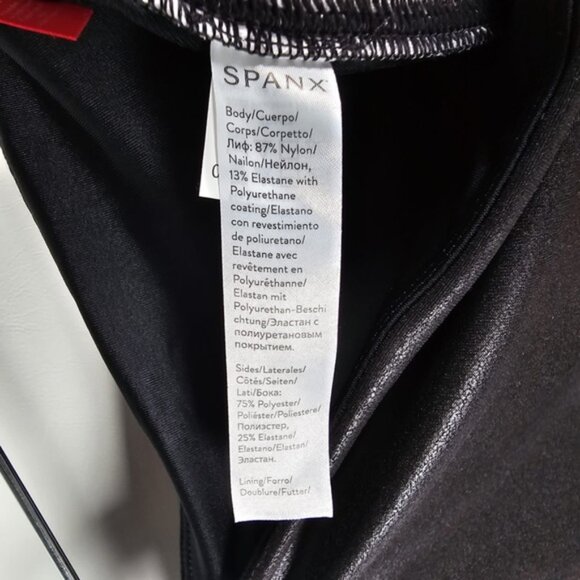 SPANX
Body/Cuerpo/
Corps/Corpetto/
Лиф: 87% Nylon/
Nailon/Нейлон,
13% Elastane with
Polyurethane
coating/Elastano
con revestimiento
de poliuretano/
Elastane avec
revêtement en
Polyuréthanne/
Elastan mit
Polyurethan-Beschi
chtung/Эластан с
полиуретановым
покрытием.
Sides/Laterales/
Côtés/Seiten/
Lati/Бока:
75% Polyester/
Poliéster/Poliestere/
Полиэстер,
25% Elastane/
Elastano/Elastan/
Эластан.
Lining/Forro/
Doublure/Futter/